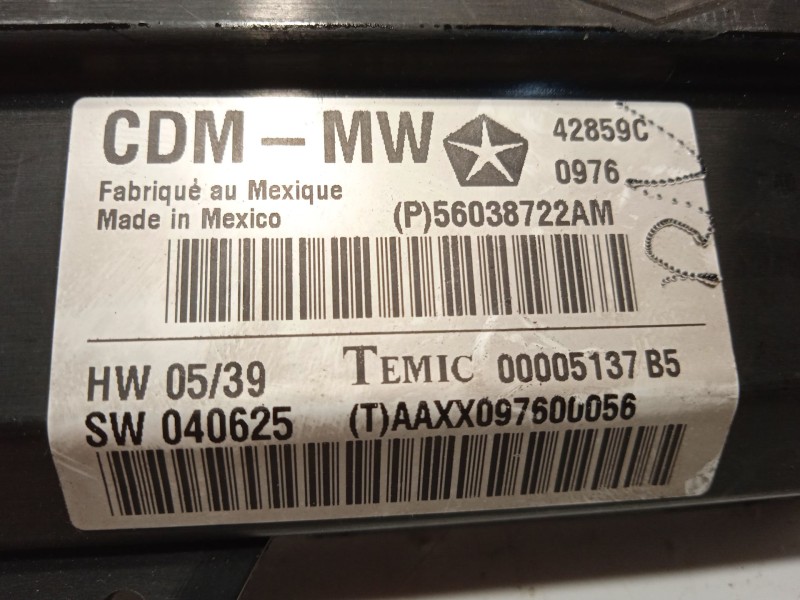 CDM-MW 42859C
0976
Fabriqué au Mexique
Made in Mexico (P)56038722AM
HW 05/39 TEMIC 00005137 B5
SW 040625 (T)AAXX097600056